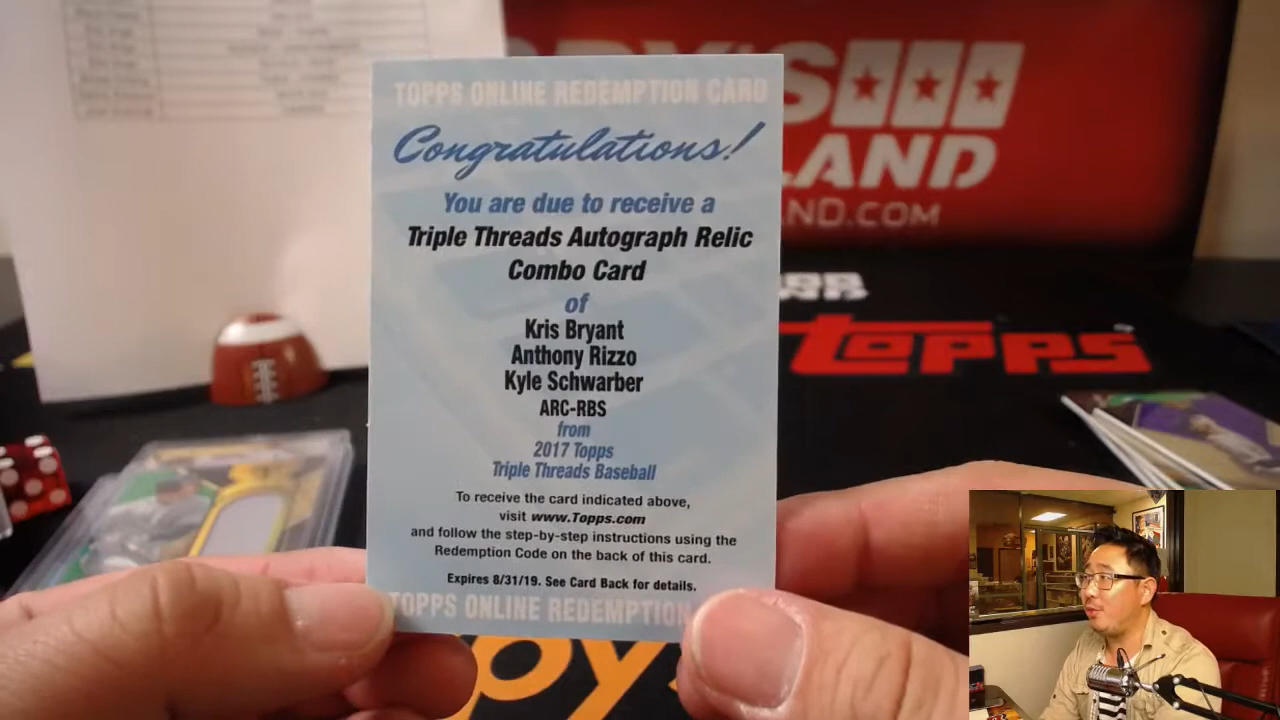 TOPPS ONLINE REDEMPTION CARD
Congratulations!
You are due to receive a
Triple Threads Autograph Relic
Combo Card
of
Kris Bryant
Anthony Rizzo
Kyle Schwarber
ARC-RBS
from
2017 Topps
Triple Threads Baseball
To receive the card indicated above,
visit www.Topps.com
and follow the step-by-step instructions using the
Redemption Code on the back of this card.
Expires 8/31/19. See Card Back for details.
TOPPS ONLINE REDEMPTION
LAND
ND.COM
topps